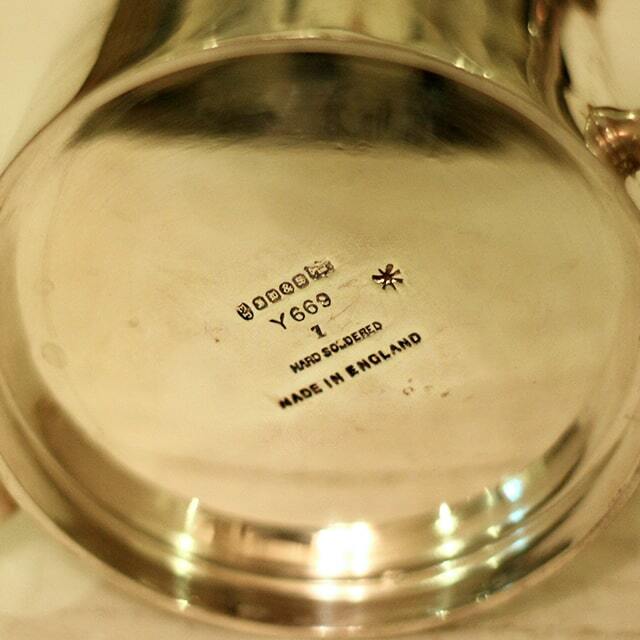 Y669
1
HARD SOLDERED
MADE IN ENGLAND